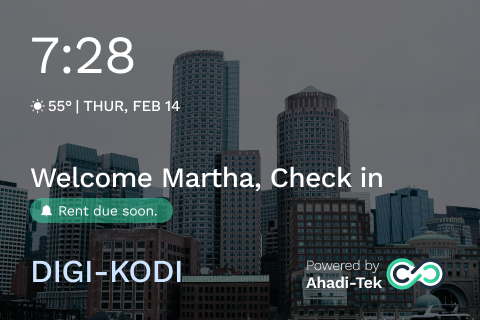 7:28
55° | THUR, FEB 14
Welcome Martha, Check in
Rent due soon.
DIGI-KODI
Powered by
Ahadi-Tek